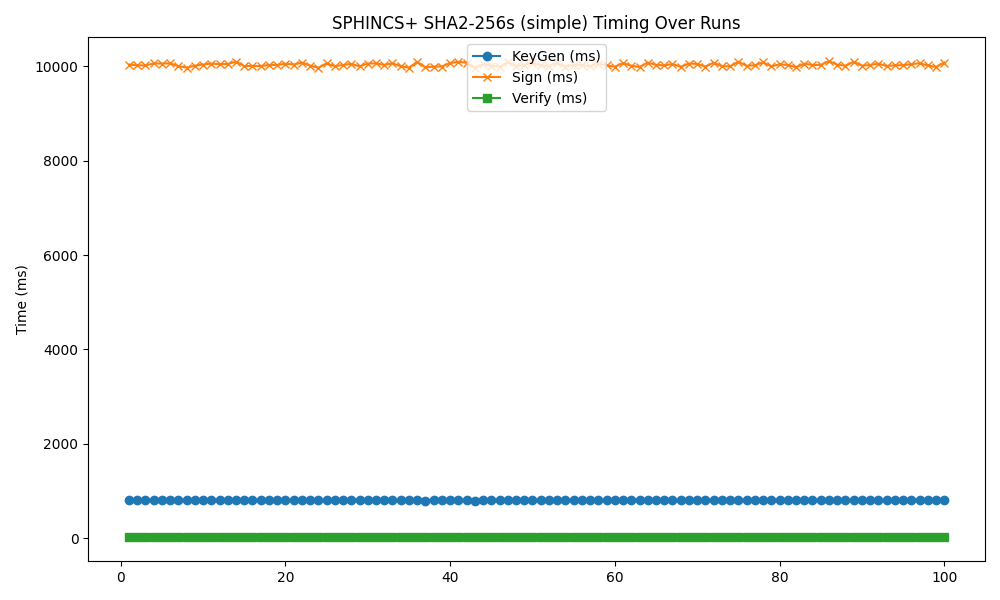 SPHINCS+ SHA2-256s (simple) Timing Over Runs
KeyGen (ms)
Sign (ms)
Verify (ms)
Time (ms)
10000
8000
6000
4000
2000
0
0 20 40 60 80 100